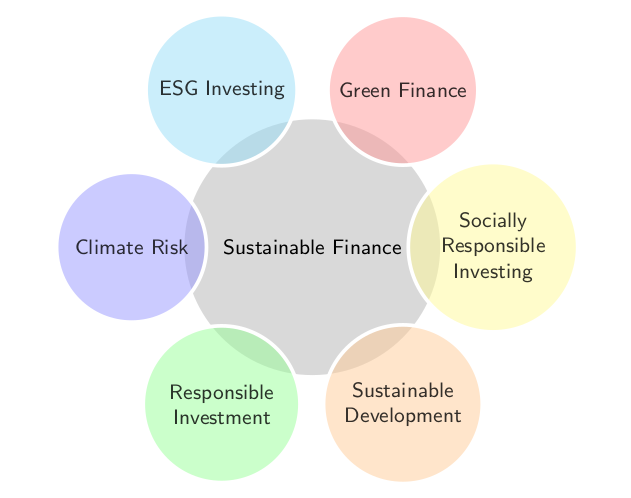 ESG Investing
Green Finance
Climate Risk
Sustainable Finance
Socially
Responsible
Investing
Responsible
Investment
Sustainable
Development